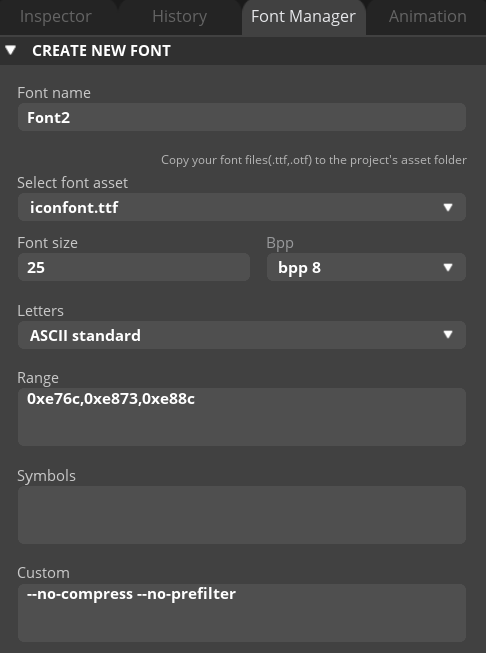 Inspector History Font Manager Animation
CREATE NEW FONT
Font name
Font2
Copy your font files(.ttf,.otf) to the project's asset folder
Select font asset
iconfont.ttf
Font size Bpp
25 bpp 8
Letters
ASCII standard
Range
0xe76c,0xe873,0xe88c
Symbols
Custom
--no-compress --no-prefilter